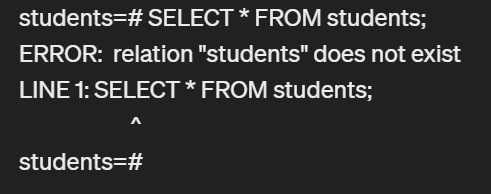 students=# SELECT * FROM students;
ERROR:  relation "students" does not exist
LINE 1: SELECT * FROM students;
^
students=#